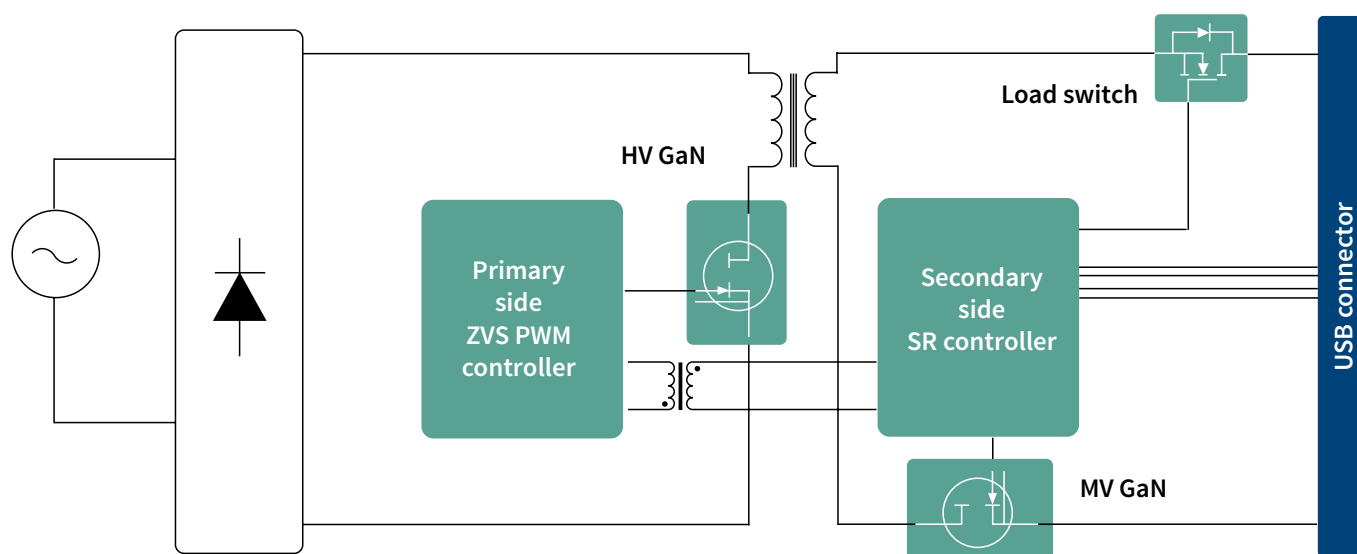 Load switch
HV GaN
Primary
side
ZVS PWM
controller
Secondary
side
SR controller
MV GaN
USB connector